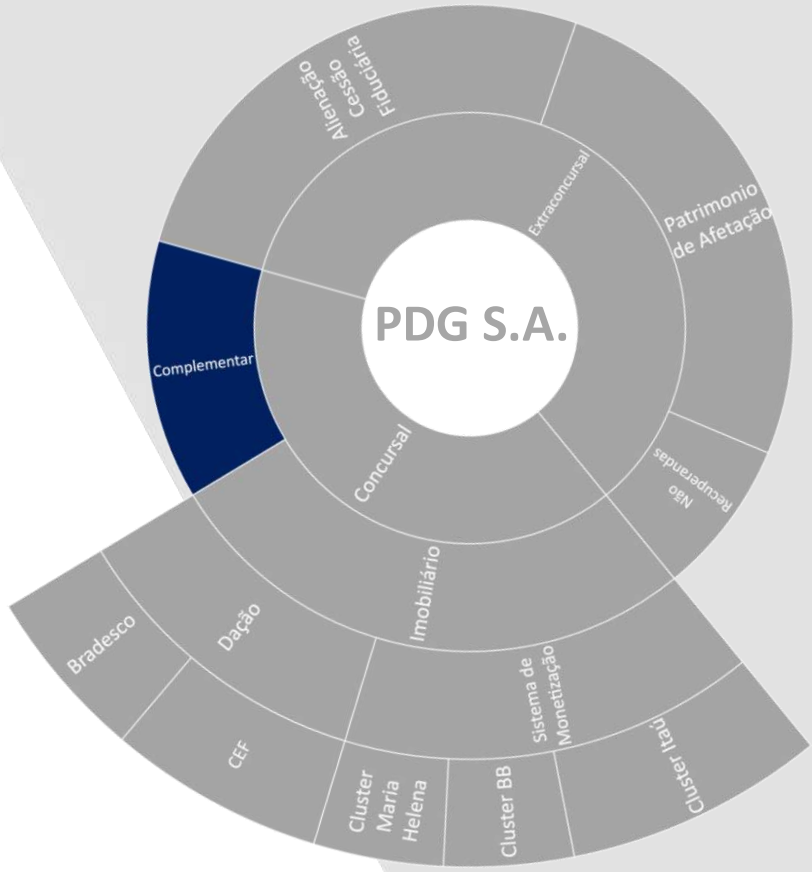 Alienação
Cessão
Fiduciária
Extraconcursal
Patrimonio
de Afetação
PDG S.A.
Complementar
Concursal
Não
Recuperandas
Imobiliário
Dação
Bradesco
CEF
Sistema de
Monetização
Cluster
Maria
Helena
Cluster BB
Cluster Itaú